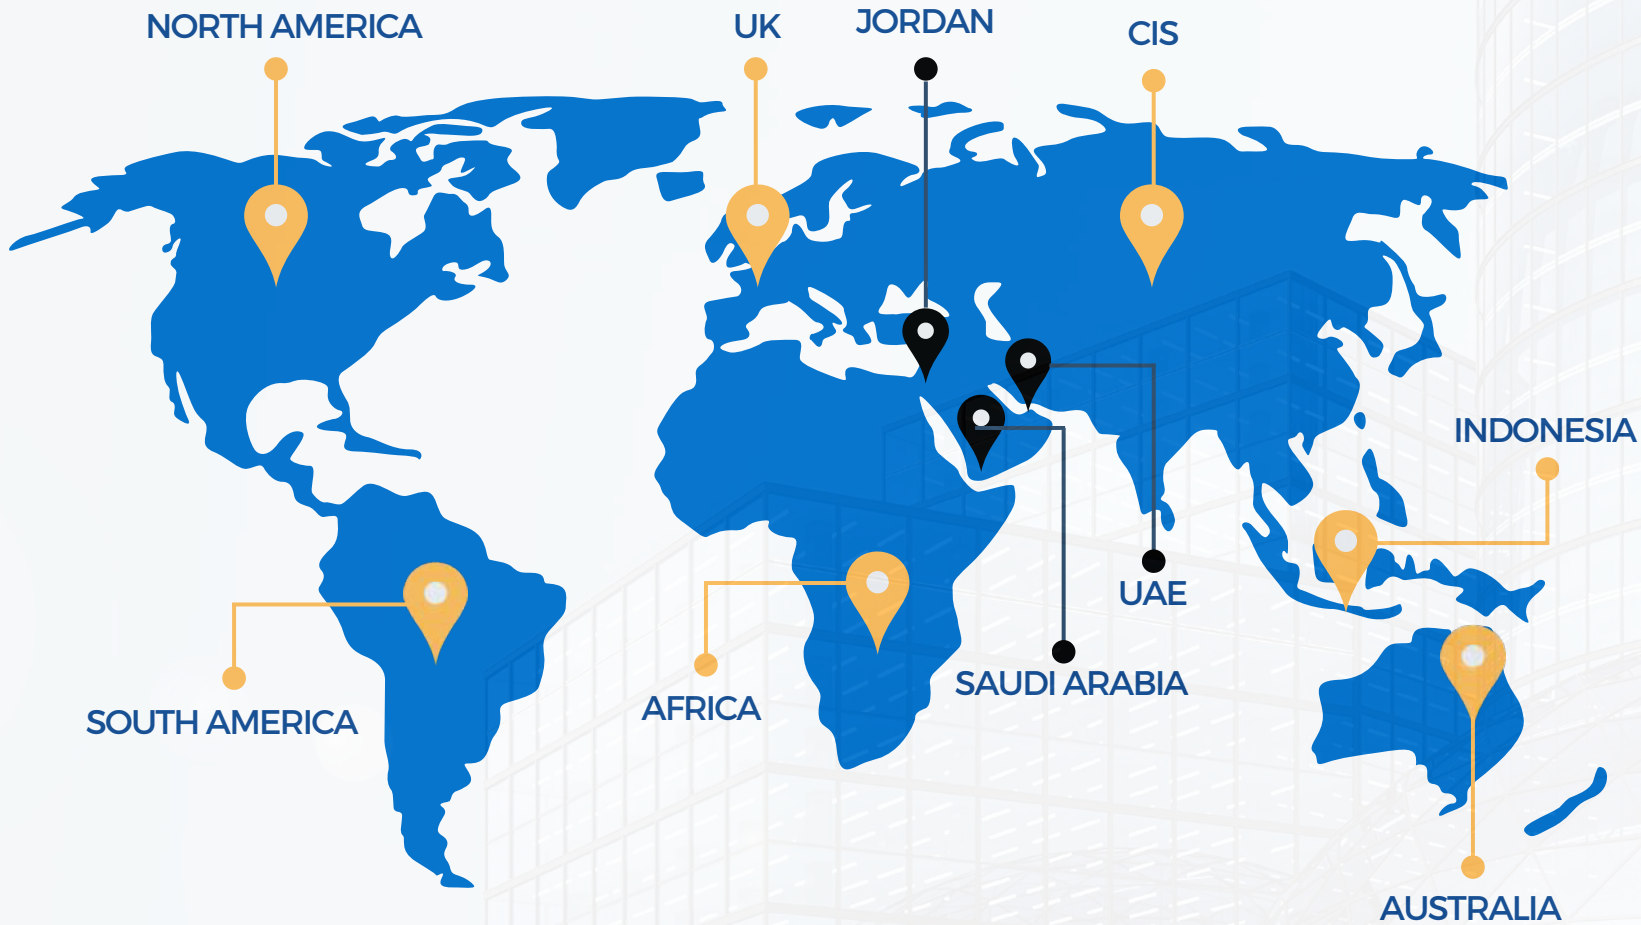 NORTH AMERICA
UK
JORDAN
CIS
INDONESIA
UAE
SAUDI ARABIA
AFRICA
SOUTH AMERICA
AUSTRALIA